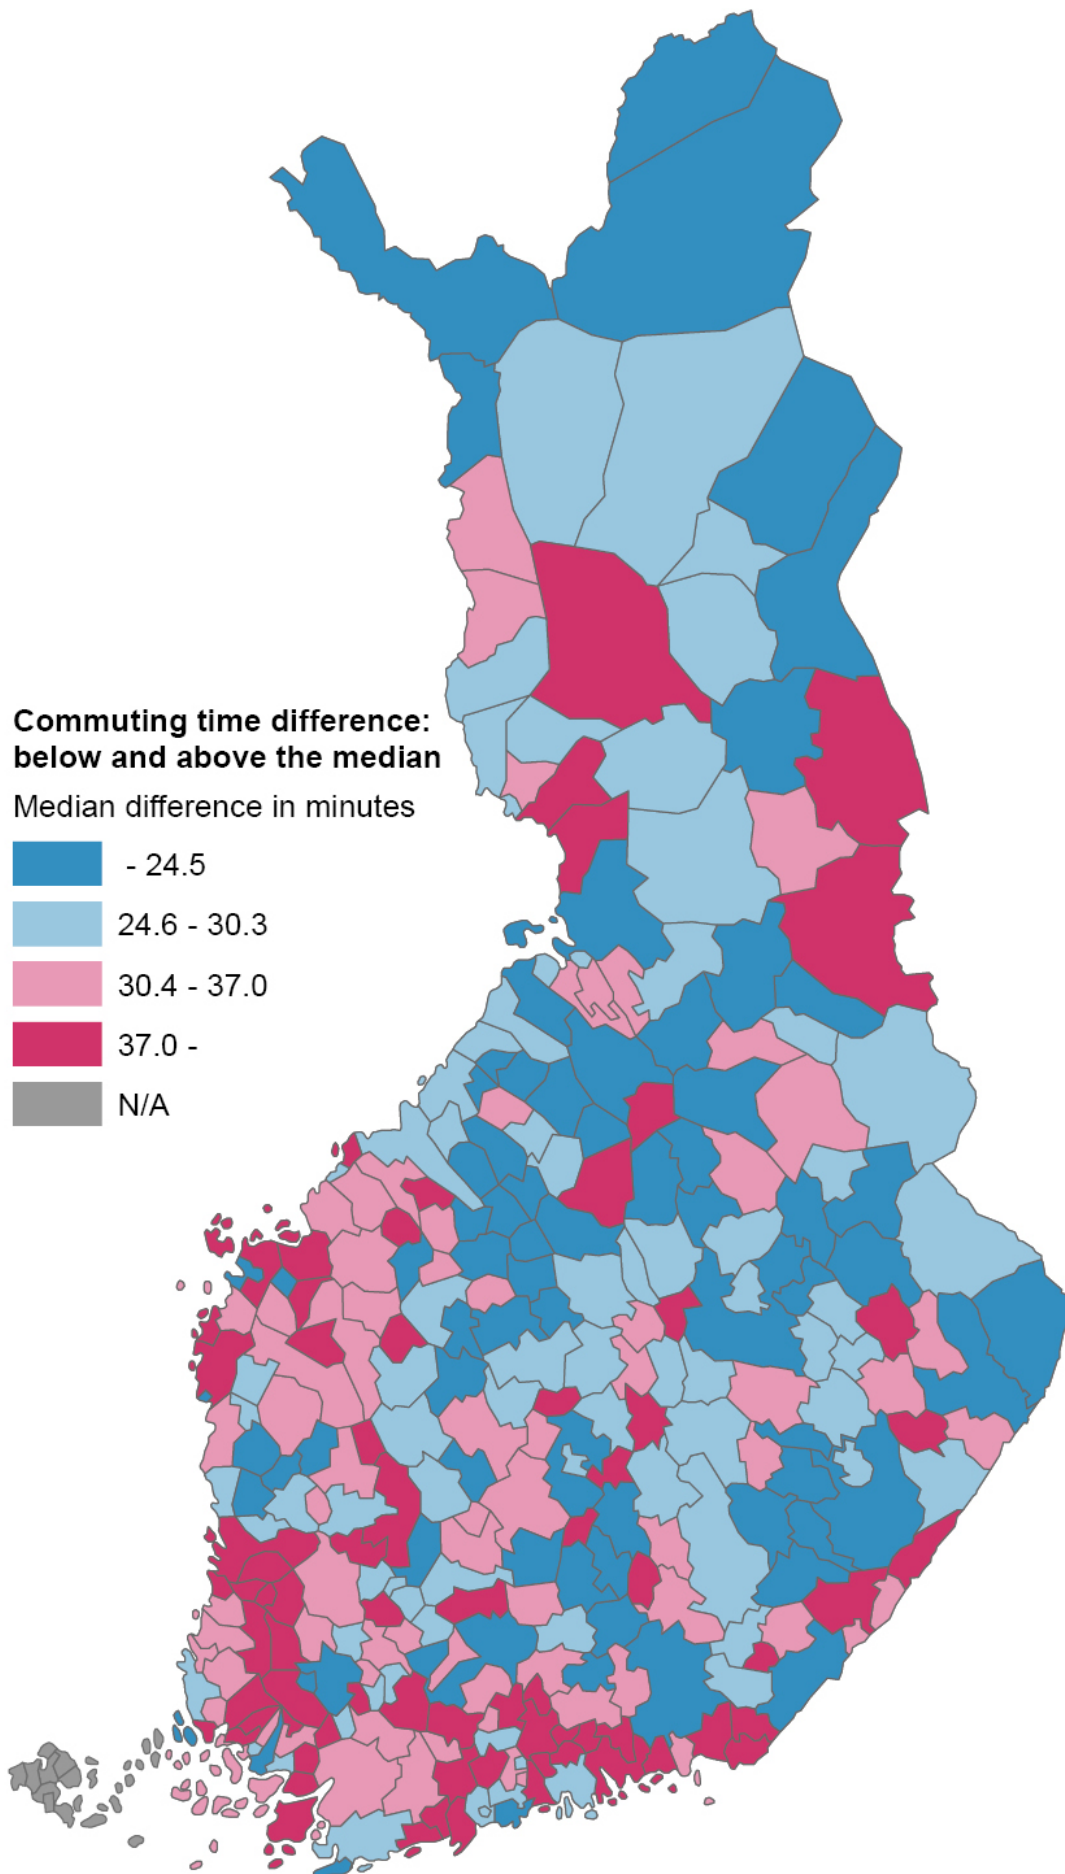 Commuting time difference:
below and above the median
Median difference in minutes
- 24.5
24.6 - 30.3
30.4 - 37.0
37.0 -
N/A